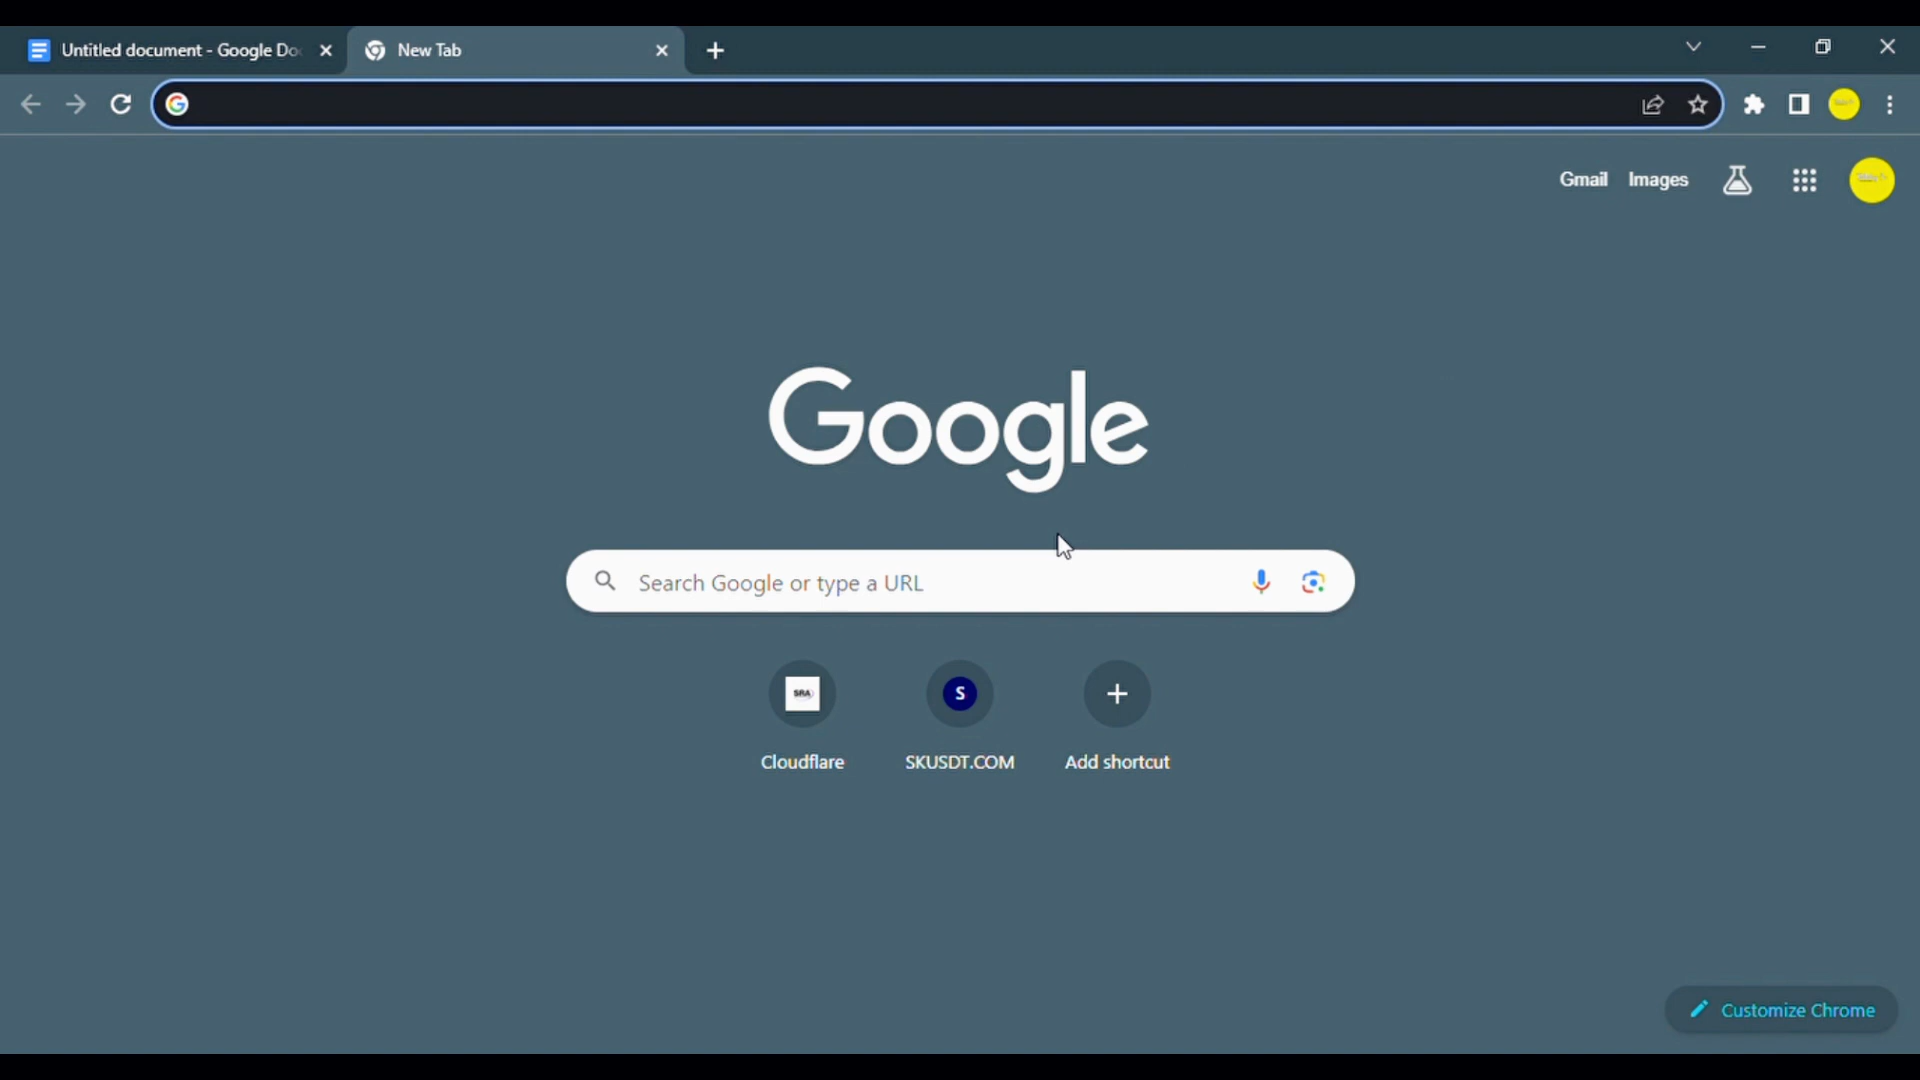 Untitled document - Google Do
New Tab
Gmail Images
Google
Search Google or type a URL
SRA
S
Cloudflare
SKUSDT.COM
Add shortcut
Customize Chrome